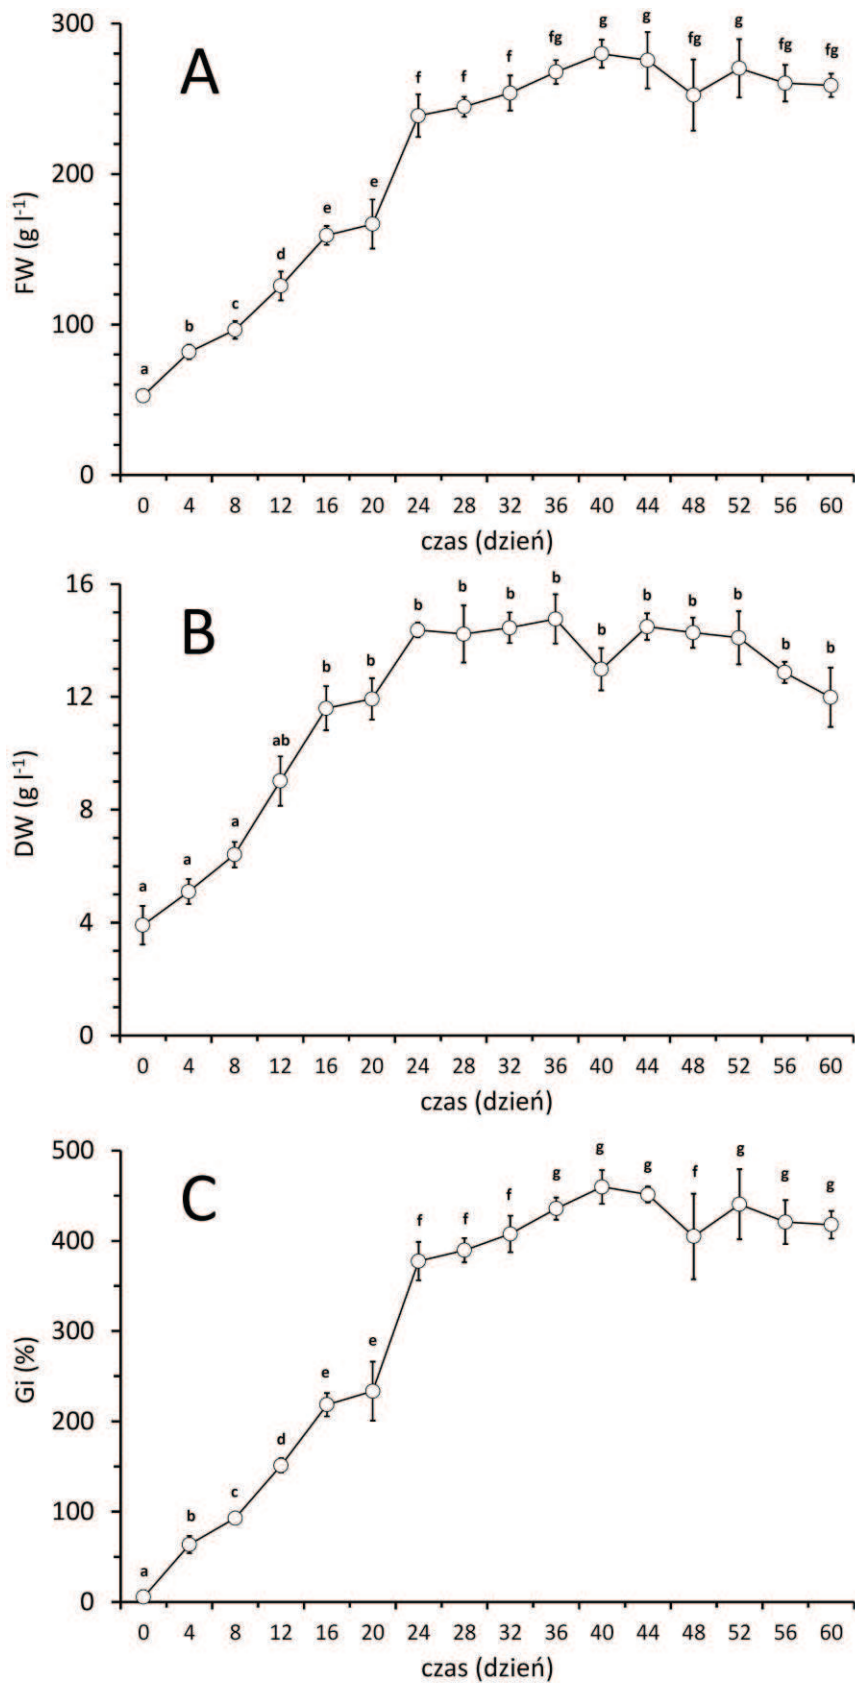 A
FW (g l⁻¹)
300
200
100
0
a b c d e e f f f fg g g fg g fg fg
0 4 8 12 16 20 24 28 32 36 40 44 48 52 56 60
czas (dzień)
B
DW (g l⁻¹)
16
12
8
4
0
a a a ab b b b b b b b b b b b b
0 4 8 12 16 20 24 28 32 36 40 44 48 52 56 60
czas (dzień)
C
Gi (%)
500
400
300
200
100
0
a b c d e e f f f g g g f g g g
0 4 8 12 16 20 24 28 32 36 40 44 48 52 56 60
czas (dzień)